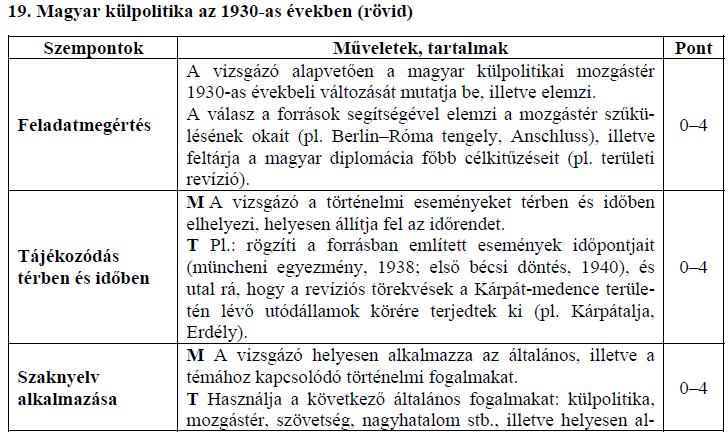 19. Magyar külpolitika az 1930-as években (rövid)
Szempontok Műveletek, tartalmak Pont
Feladatmegértés
A vizsgázó alapvetően a magyar külpolitikai mozgástér
1930-as évekbeli változását mutatja be, illetve elemzi.
A válasz a források segítségével elemzi a mozgástér szűkü-
lésének okait (pl. Berlin–Róma tengely, Anschluss), illetve
feltárja a magyar diplomácia főbb célkitűzéseit (pl. területi
revízió).
0–4
Tájékozódás
térben és időben
M A vizsgázó a történelmi eseményeket térben és időben
elhelyezi, helyesen állítja fel az időrendet.
T Pl.: rögzíti a forrásban említett események időpontjait
(müncheni egyezmény, 1938; első bécsi döntés, 1940), és
utal rá, hogy a revíziós törekvések a Kárpát-medence terüle-
tén lévő utódállamok körére terjedtek ki (pl. Kárpátalja,
Erdély).
0–4
Szaknyelv
alkalmazása
M A vizsgázó helyesen alkalmazza az általános, illetve a
témához kapcsolódó történelmi fogalmakat.
T Használja a következő általános fogalmakat: külpolitika,
mozgástér, szövetség, nagyhatalom stb., illetve helyesen al-
0–4